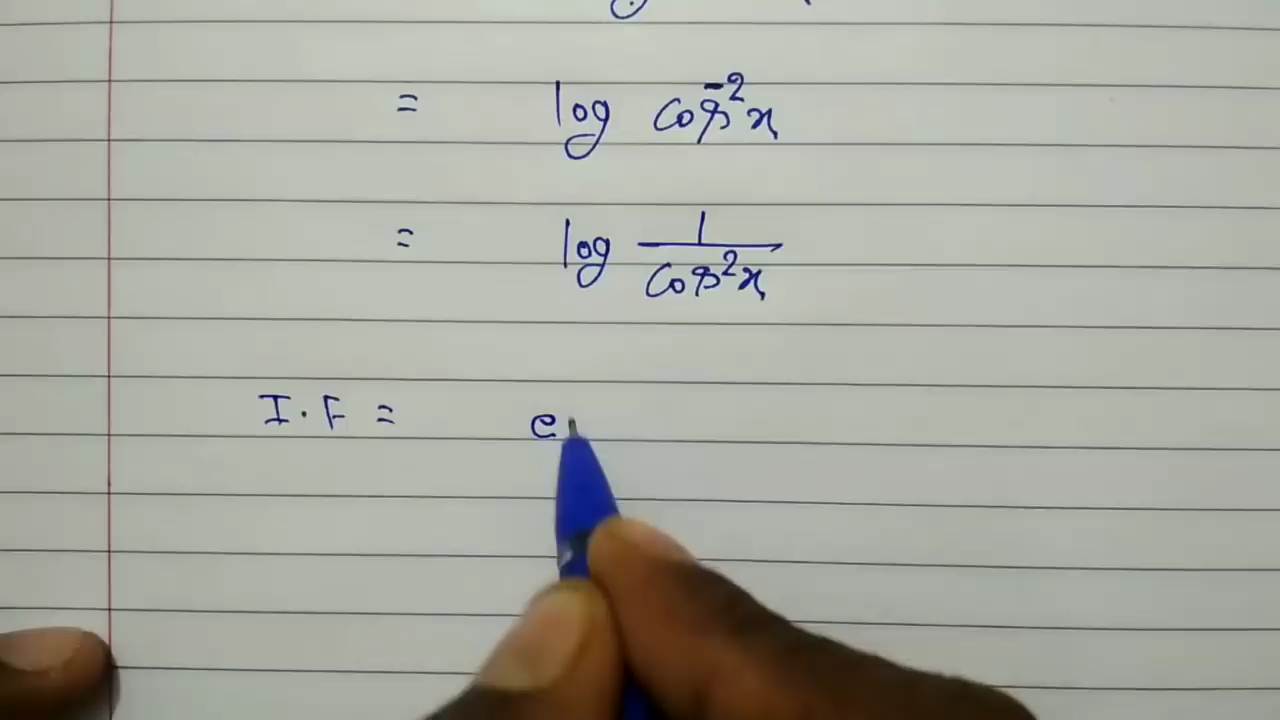 = log cos⁻²x
= log 1/cos²x
I.F = e